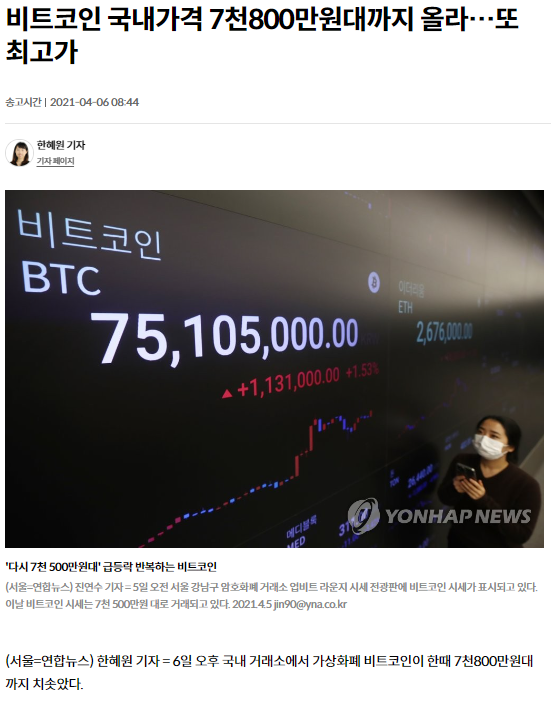 비트코인 국내가격 7천800만원대까지 올라…또
최고가
송고시간 | 2021-04-06 08:44
한혜원 기자
기자 페이지
비트코인
BTC
75,105,000.00
▲ +1,131,000.00 +1.53%
이더리움
ETH
2,676,000.00
메디블록
MED
TON
YONHAP NEWS
'다시 7천 500만원대' 급등락 반복하는 비트코인
(서울=연합뉴스) 진연수 기자 = 5일 오전 서울 강남구 암호화폐 거래소 업비트 라운지 시세 전광판에 비트코인 시세가 표시되고 있다.
이날 비트코인 시세는 7천 500만원 대로 거래되고 있다. 2021.4.5 jin90@yna.co.kr
(서울=연합뉴스) 한혜원 기자 = 6일 오후 국내 거래소에서 가상화폐 비트코인이 한때 7천800만원대
까지 치솟았다.